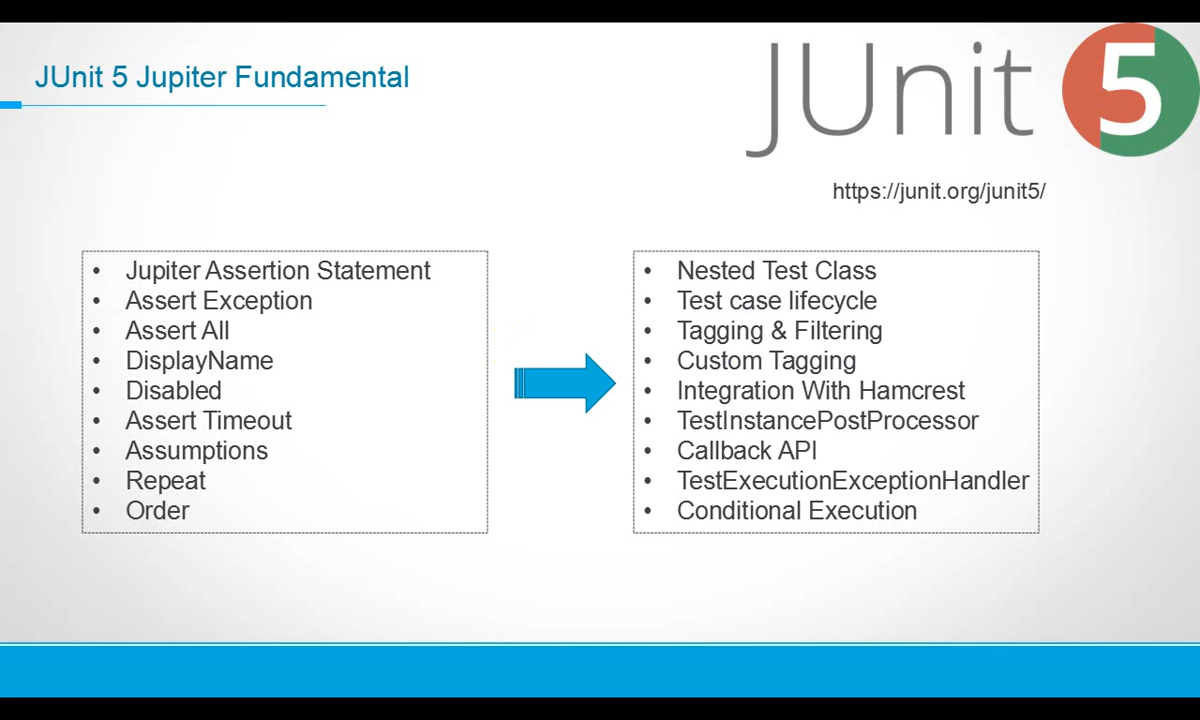 JUnit 5 Jupiter Fundamental
JUnit 5
https://junit.org/junit5/
• Jupiter Assertion Statement
• Assert Exception
• Assert All
• DisplayName
• Disabled
• Assert Timeout
• Assumptions
• Repeat
• Order
• Nested Test Class
• Test case lifecycle
• Tagging & Filtering
• Custom Tagging
• Integration With Hamcrest
• TestInstancePostProcessor
• Callback API
• TestExecutionExceptionHandler
• Conditional Execution